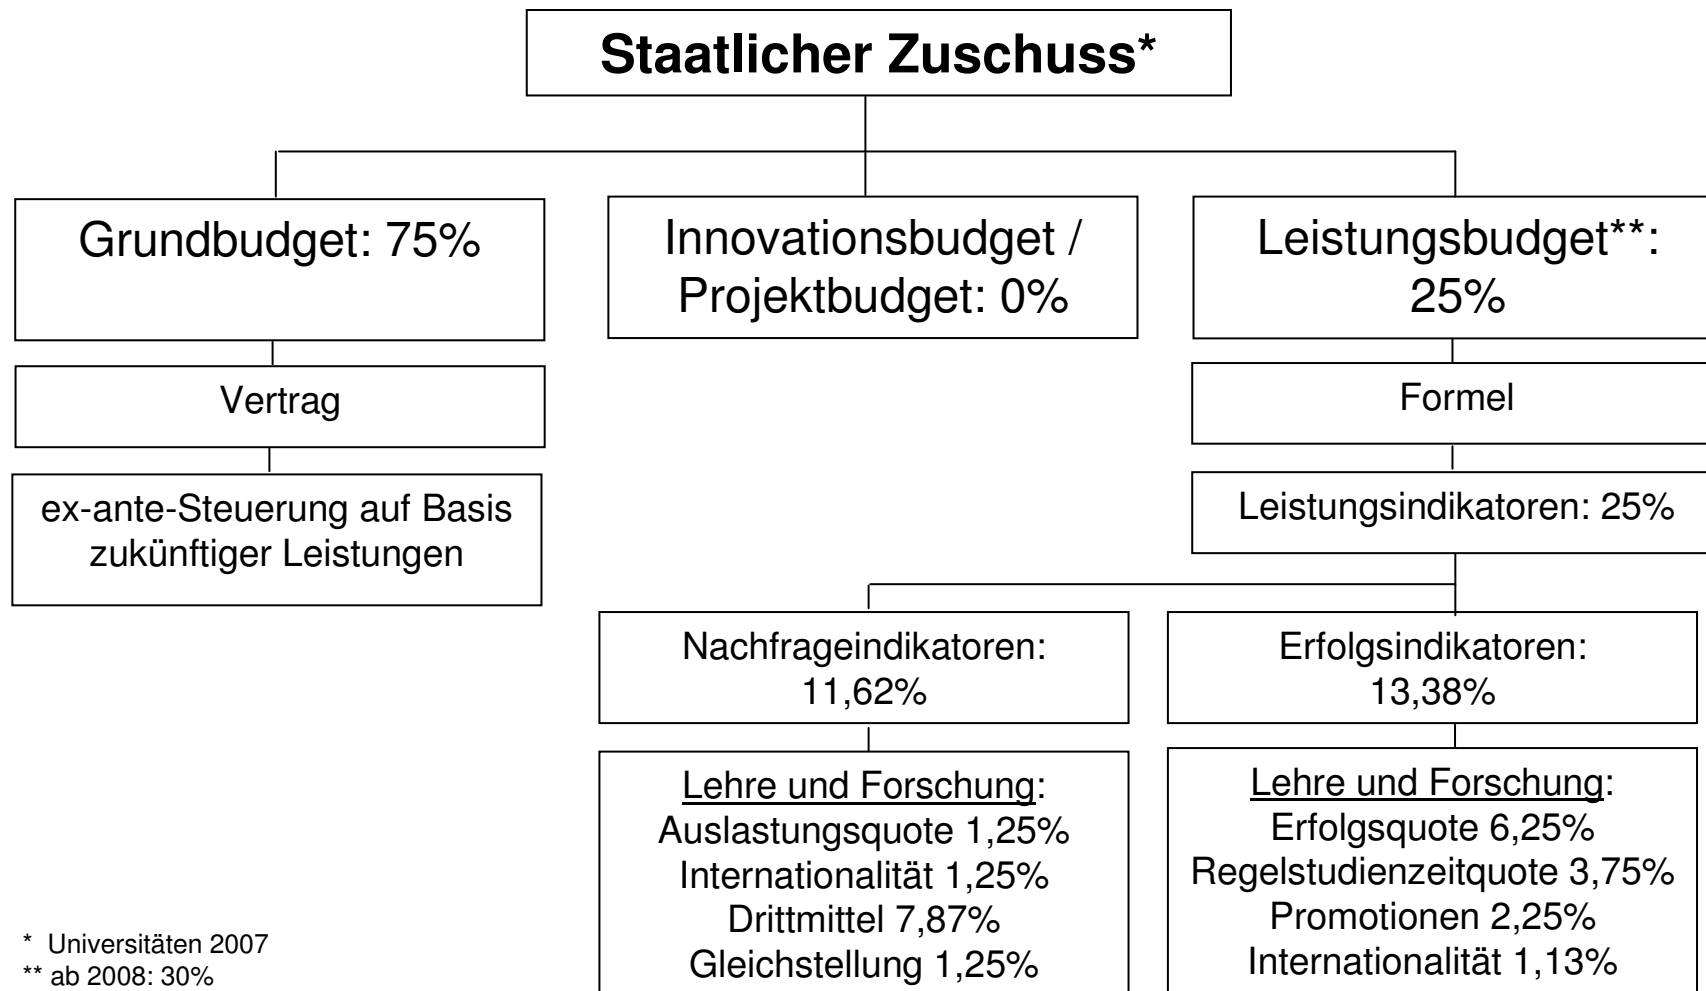 Staatlicher Zuschuss*
Grundbudget: 75%
Innovationsbudget /
Projektbudget: 0%
Leistungsbudget**:
25%
Vertrag
Formel
ex-ante-Steuerung auf Basis
zukünftiger Leistungen
Leistungsindikatoren: 25%
Nachfrageindikatoren:
11,62%
Erfolgsindikatoren:
13,38%
Lehre und Forschung:
Auslastungsquote 1,25%
Internationalität 1,25%
Drittmittel 7,87%
Gleichstellung 1,25%
Lehre und Forschung:
Erfolgsquote 6,25%
Regelstudienzeitquote 3,75%
Promotionen 2,25%
Internationalität 1,13%
* Universitäten 2007
** ab 2008: 30%